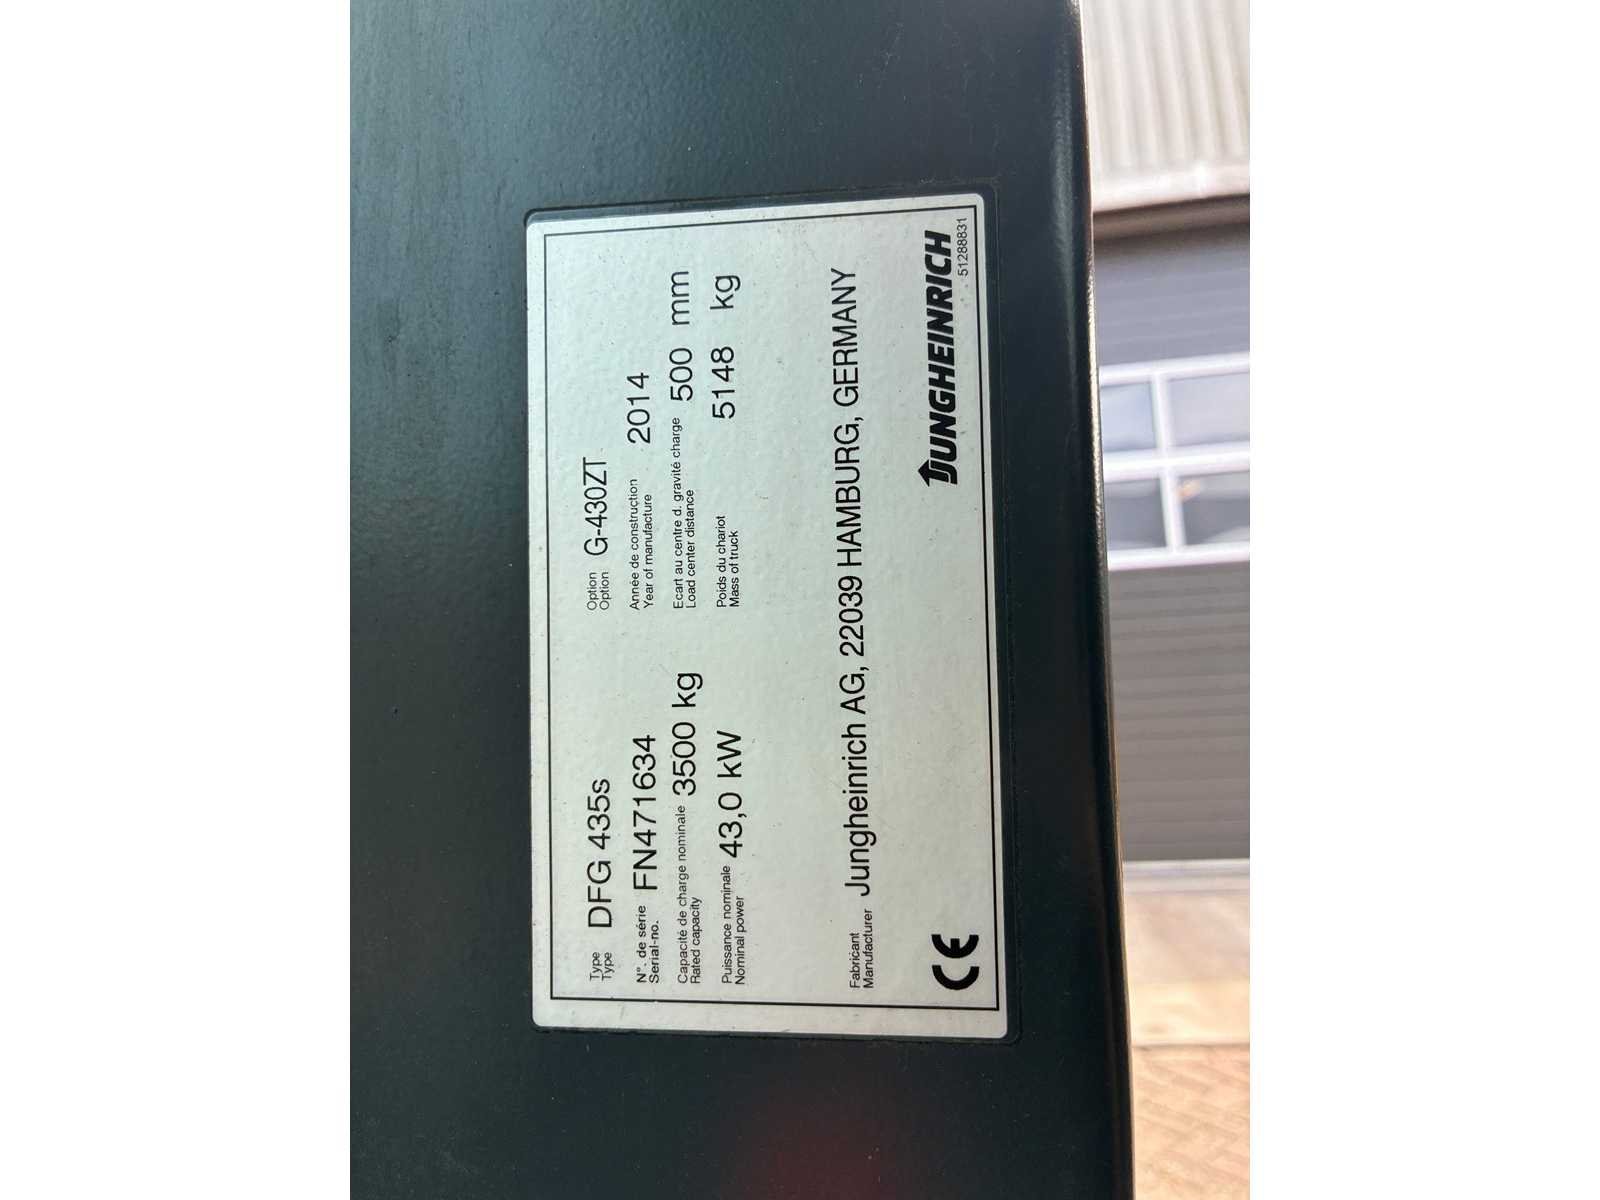 Type
Type DFG 435s
Option
Option G-430ZT
N°. de série
Serial-no. FN471634
Année de construction
Year of manufacture 2014
Capacité de charge nominale
Rated capacity 3500 kg
Ecart au centre d. gravité charge
Load center distance 500 mm
Puissance nominale
Nominal power 43,0 kW
Poids du chariot
Mass of truck 5148 kg
Fabricant
Manufacturer Jungheinrich AG, 22039 HAMBURG, GERMANY
CE
JUNGHEINRICH
51288831